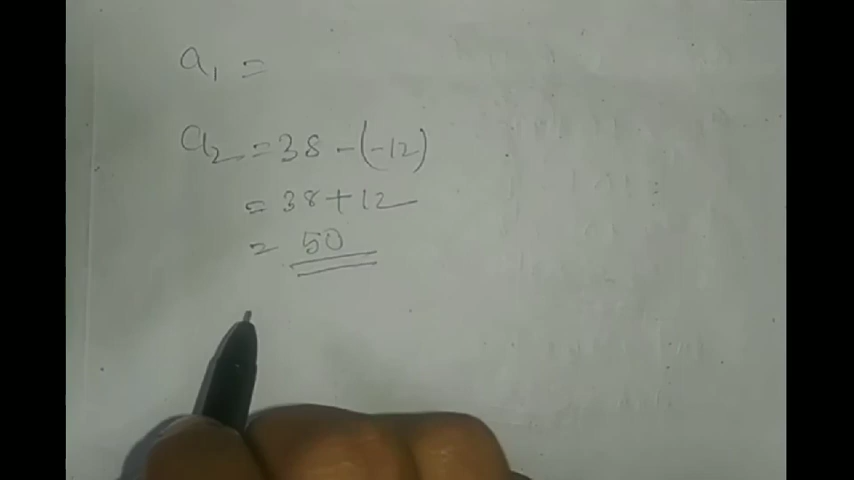 a₁ =
a₂ = 38 - (-12)
= 38 + 12
= 50